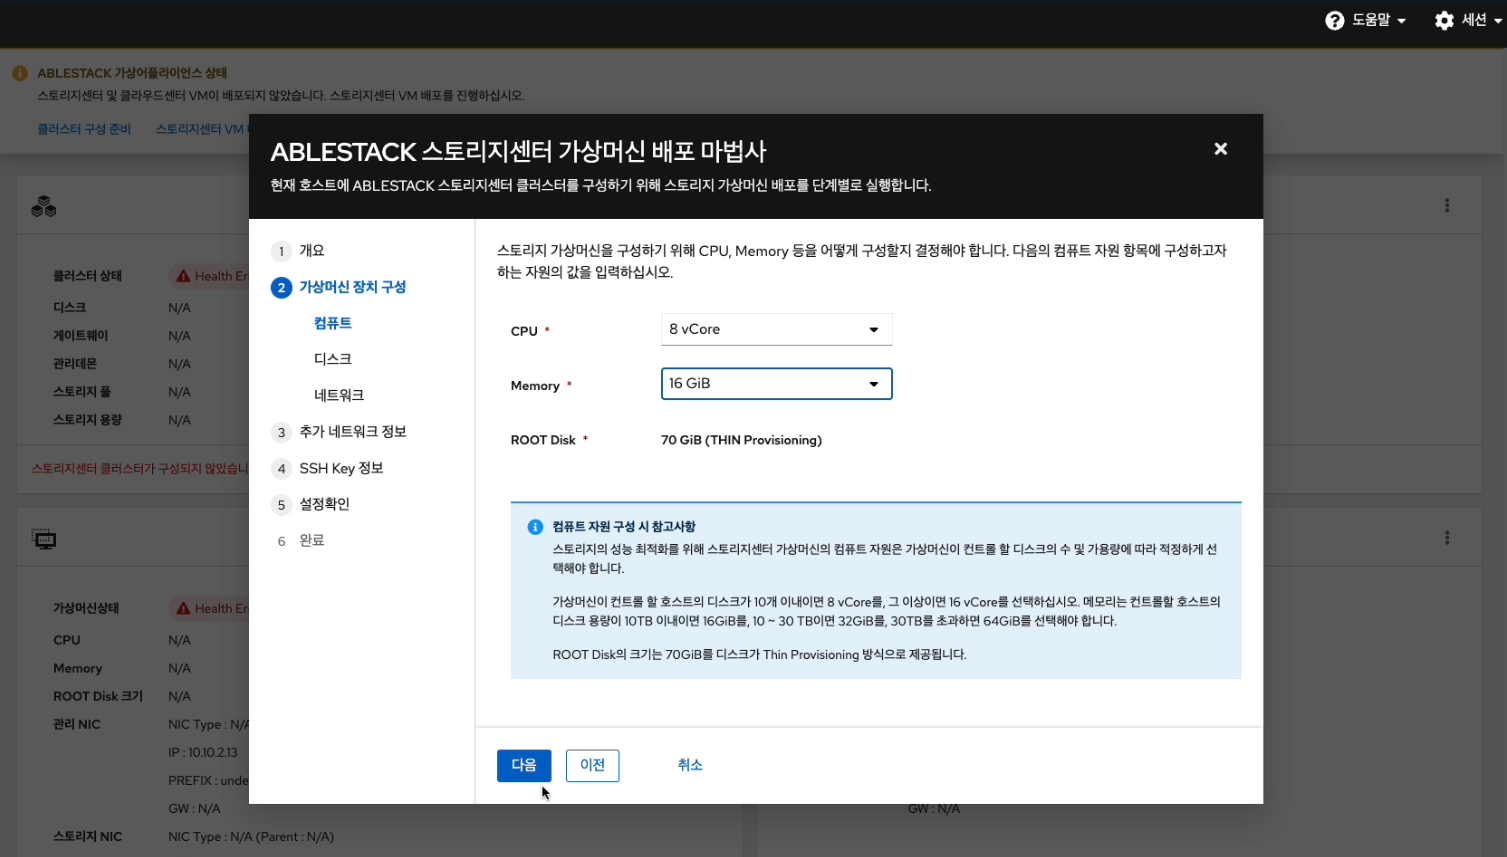 도움말
세션
ABLESTACK 가상어플라이언스 상태
스토리지센터 및 클라우드센터 VM이 배포되지 않았습니다. 스토리지센터 VM 배포를 진행하십시오.
클러스터 구성 준비
스토리지센터 VM
ABLESTACK 스토리지센터 가상머신 배포 마법사
현재 호스트에 ABLESTACK 스토리지센터 클러스터를 구성하기 위해 스토리지 가상머신 배포를 단계별로 실행합니다.
클러스터 상태
Health Er
디스크 N/A
게이트웨이 N/A
관리데몬 N/A
스토리지 풀 N/A
스토리지 용량 N/A
스토리지센터 클러스터가 구성되지 않았습니
가상머신상태
Health Er
CPU N/A
Memory N/A
ROOT Disk 크기 N/A
관리 NIC NIC Type : N/A
IP : 10.10.2.13
PREFIX : unde
GW : N/A
스토리지 NIC NIC Type : N/A (Parent : N/A)
1 개요
2 가상머신 장치 구성
컴퓨트
디스크
네트워크
3 추가 네트워크 정보
4 SSH Key 정보
5 설정확인
6 완료
스토리지 가상머신을 구성하기 위해 CPU, Memory 등을 어떻게 구성할지 결정해야 합니다. 다음의 컴퓨트 자원 항목에 구성하고자
하는 자원의 값을 입력하십시오.
CPU * 8 vCore
Memory * 16 GiB
ROOT Disk * 70 GiB (THIN Provisioning)
컴퓨트 자원 구성 시 참고사항
스토리지의 성능 최적화를 위해 스토리지센터 가상머신의 컴퓨트 자원은 가상머신이 컨트롤 할 디스크의 수 및 가용량에 따라 적정하게 선
택해야 합니다.
가상머신이 컨트롤 할 호스트의 디스크가 10개 이내이면 8 vCore를, 그 이상이면 16 vCore를 선택하십시오. 메모리는 컨트롤할 호스트의
디스크 용량이 10TB 이내이면 16GiB를, 10 ~ 30 TB이면 32GiB를, 30TB를 초과하면 64GiB를 선택해야 합니다.
ROOT Disk의 크기는 70GiB를 디스크가 Thin Provisioning 방식으로 제공됩니다.
다음
이전
취소
GW : N/A